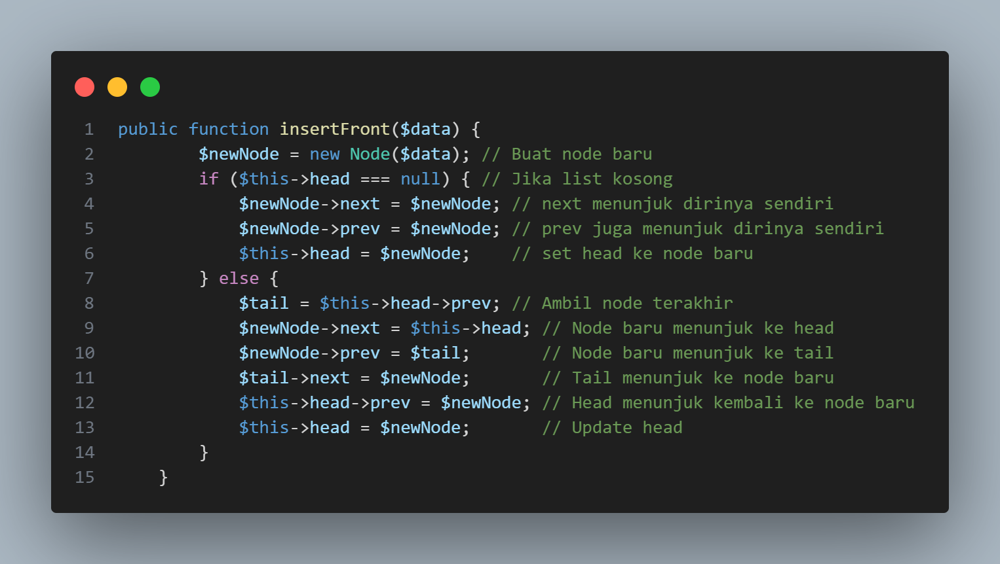 1 public function insertFront($data) {
2 $newNode = new Node($data); // Buat node baru
3 if ($this->head === null) { // Jika list kosong
4 $newNode->next = $newNode; // next menunjuk dirinya sendiri
5 $newNode->prev = $newNode; // prev juga menunjuk dirinya sendiri
6 $this->head = $newNode; // set head ke node baru
7 } else {
8 $tail = $this->head->prev; // Ambil node terakhir
9 $newNode->next = $this->head; // Node baru menunjuk ke head
10 $newNode->prev = $tail; // Node baru menunjuk ke tail
11 $tail->next = $newNode; // Tail menunjuk ke node baru
12 $this->head->prev = $newNode; // Head menunjuk kembali ke node baru
13 $this->head = $newNode; // Update head
14 }
15 }